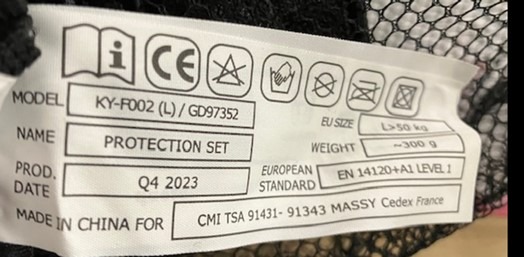 i CE
MODEL KY-F002 (L) / GD97352
NAME PROTECTION SET
PROD. DATE Q4 2023
EU SIZE L>50 kg
WEIGHT ~300 g
EUROPEAN STANDARD EN 14120+A1 LEVEL 1
MADE IN CHINA FOR CMI TSA 91431- 91343 MASSY Cedex France